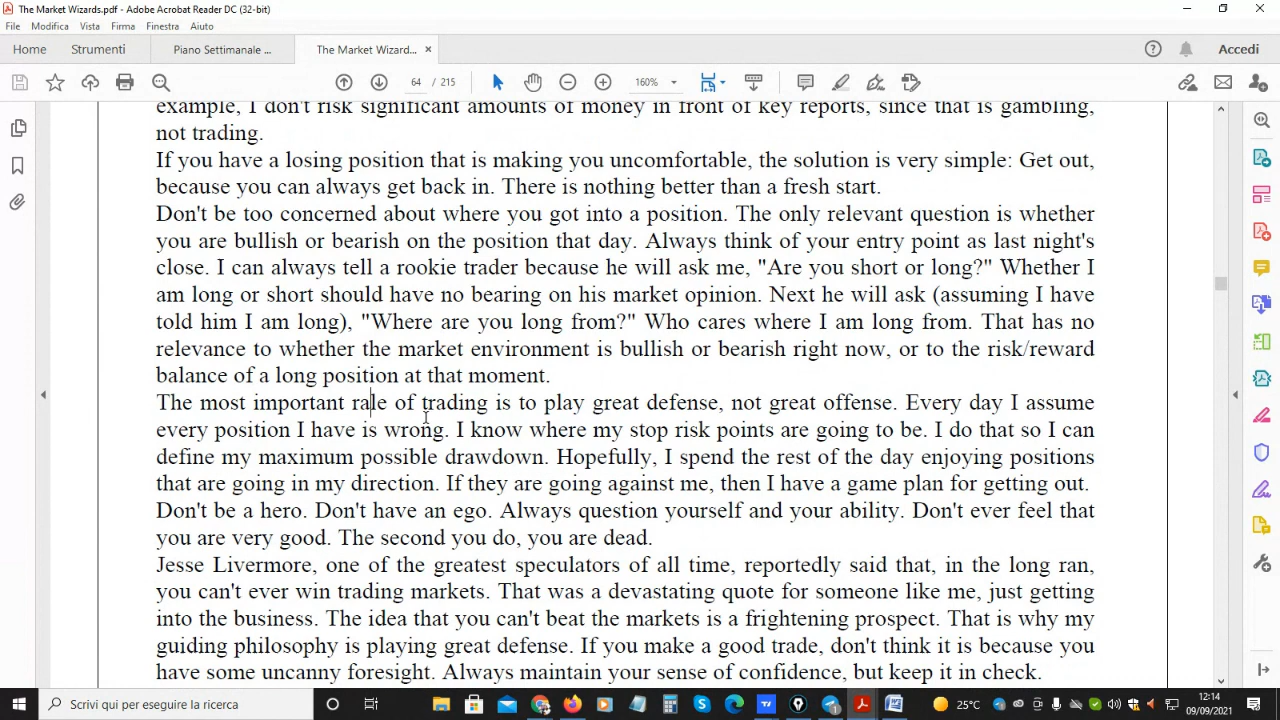 The Market Wizards.pdf - Adobe Acrobat Reader DC (32-bit)
File Modifica Vista Firma Finestra Aiuto
Home Strumenti Piano Settimanale ... The Market Wizard... × Accedi
64 / 215 160%
example, I don't risk significant amounts of money in front of key reports, since that is gambling,
not trading.
If you have a losing position that is making you uncomfortable, the solution is very simple: Get out,
because you can always get back in. There is nothing better than a fresh start.
Don't be too concerned about where you got into a position. The only relevant question is whether
you are bullish or bearish on the position that day. Always think of your entry point as last night's
close. I can always tell a rookie trader because he will ask me, "Are you short or long?" Whether I
am long or short should have no bearing on his market opinion. Next he will ask (assuming I have
told him I am long), "Where are you long from?" Who cares where I am long from. That has no
relevance to whether the market environment is bullish or bearish right now, or to the risk/reward
balance of a long position at that moment.
The most important rale of trading is to play great defense, not great offense. Every day I assume
every position I have is wrong. I know where my stop risk points are going to be. I do that so I can
define my maximum possible drawdown. Hopefully, I spend the rest of the day enjoying positions
that are going in my direction. If they are going against me, then I have a game plan for getting out.
Don't be a hero. Don't have an ego. Always question yourself and your ability. Don't ever feel that
you are very good. The second you do, you are dead.
Jesse Livermore, one of the greatest speculators of all time, reportedly said that, in the long ran,
you can't ever win trading markets. That was a devastating quote for someone like me, just getting
into the business. The idea that you can't beat the markets is a frightening prospect. That is why my
guiding philosophy is playing great defense. If you make a good trade, don't think it is because you
have some uncanny foresight. Always maintain your sense of confidence, but keep it in check.
Scrivi qui per eseguire la ricerca 25°C 12:14
09/09/2021